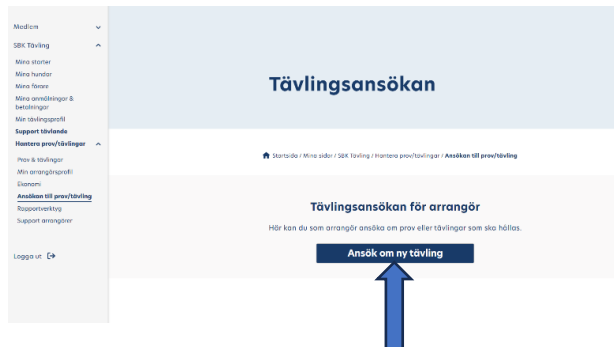 Medlem
SBK Tävling
Mina starter
Mina hundar
Mina förare
Mina anmälningar &
betalningar
Min tävlingsprofil
Support tävlande
Hantera prov/tävlingar
Prov & tävlingar
Min arrangörsprofil
Ekonomi
Ansökan till prov/tävling
Rapportverktyg
Support arrangörer
Logga ut
Tävlingsansökan
Startsida / Mina sidor / SBK Tävling / Hantera prov/tävlingar / Ansökan till prov/tävling
Tävlingsansökan för arrangör
Här kan du som arrangör ansöka om prov eller tävlingar som ska hållas.
Ansök om ny tävling